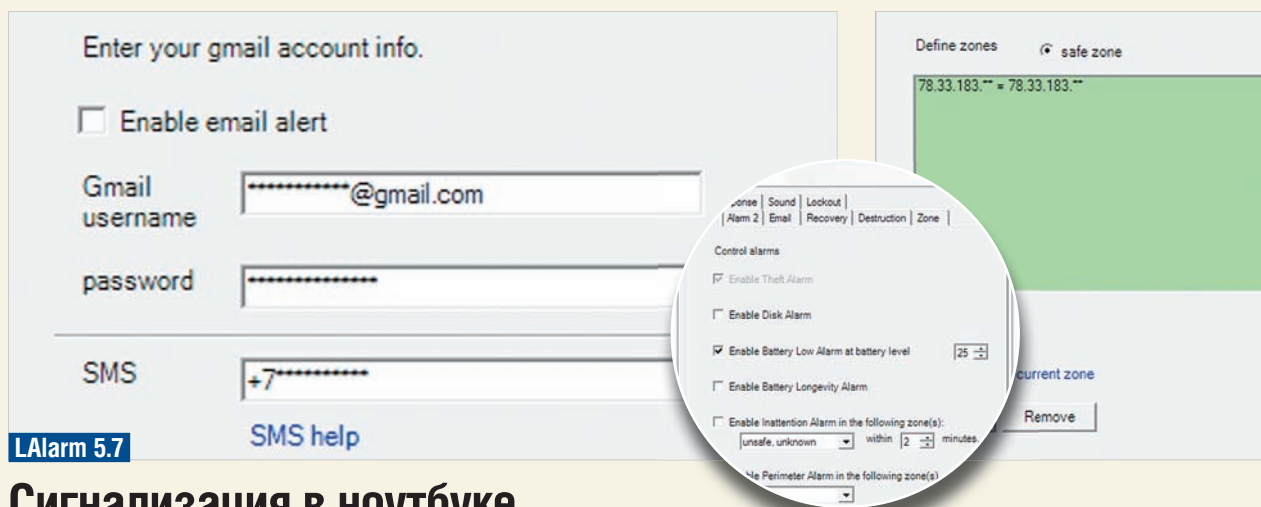 Enter your gmail account info.
Enable email alert
Gmail username
***********@gmail.com
password
**************
SMS
+7**********
SMS help
LAlarm 5.7
Define zones
safe zone
78.33.183.** = 78.33.183.**
Sound Lockout
Alarm 2 Email Recovery Destruction Zone
Control alarms
Enable Theft Alarm
Enable Disk Alarm
Enable Battery Low Alarm at battery level 25
Enable Battery Longevity Alarm
Enable Inattention Alarm in the following zone(s):
unsafe, unknown within 2 minutes.
Perimeter Alarm in the following zone(s)
current zone
Remove
Сигнализация в ноутбуке